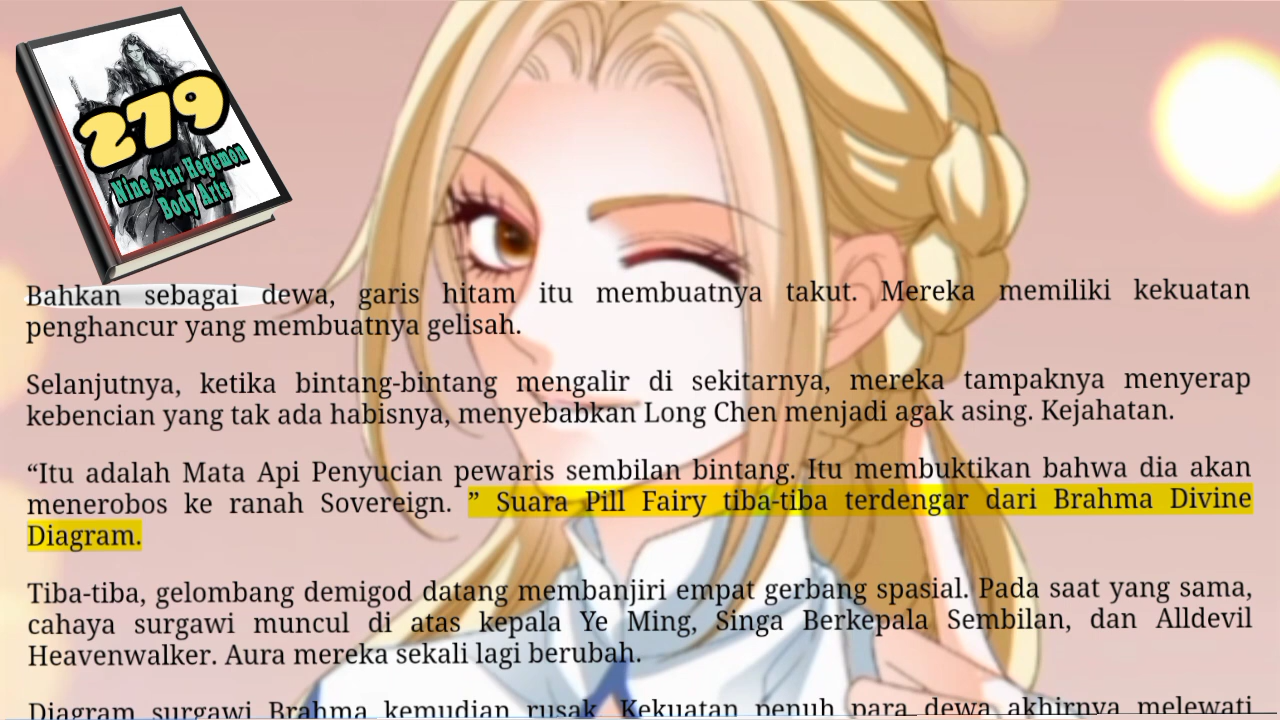 279
Nine Star Hegemon
Body Arts
Bahkan sebagai dewa, garis hitam itu membuatnya takut. Mereka memiliki kekuatan
penghancur yang membuatnya gelisah.
Selanjutnya, ketika bintang-bintang mengalir di sekitarnya, mereka tampaknya menyerap
kebencian yang tak ada habisnya, menyebabkan Long Chen menjadi agak asing. Kejahatan.
“Itu adalah Mata Api Penyucian pewaris sembilan bintang. Itu membuktikan bahwa dia akan
menerobos ke ranah Sovereign. ” Suara Pill Fairy tiba-tiba terdengar dari Brahma Divine
Diagram.
Tiba-tiba, gelombang demigod datang membanjiri empat gerbang spasial. Pada saat yang sama,
cahaya surgawi muncul di atas kepala Ye Ming, Singa Berkepala Sembilan, dan Alldevil
Heavenwalker. Aura mereka sekali lagi berubah.
Diagram surgawi Brahma kemudian rusak. Kekuatan penuh para dewa akhirnya melewati